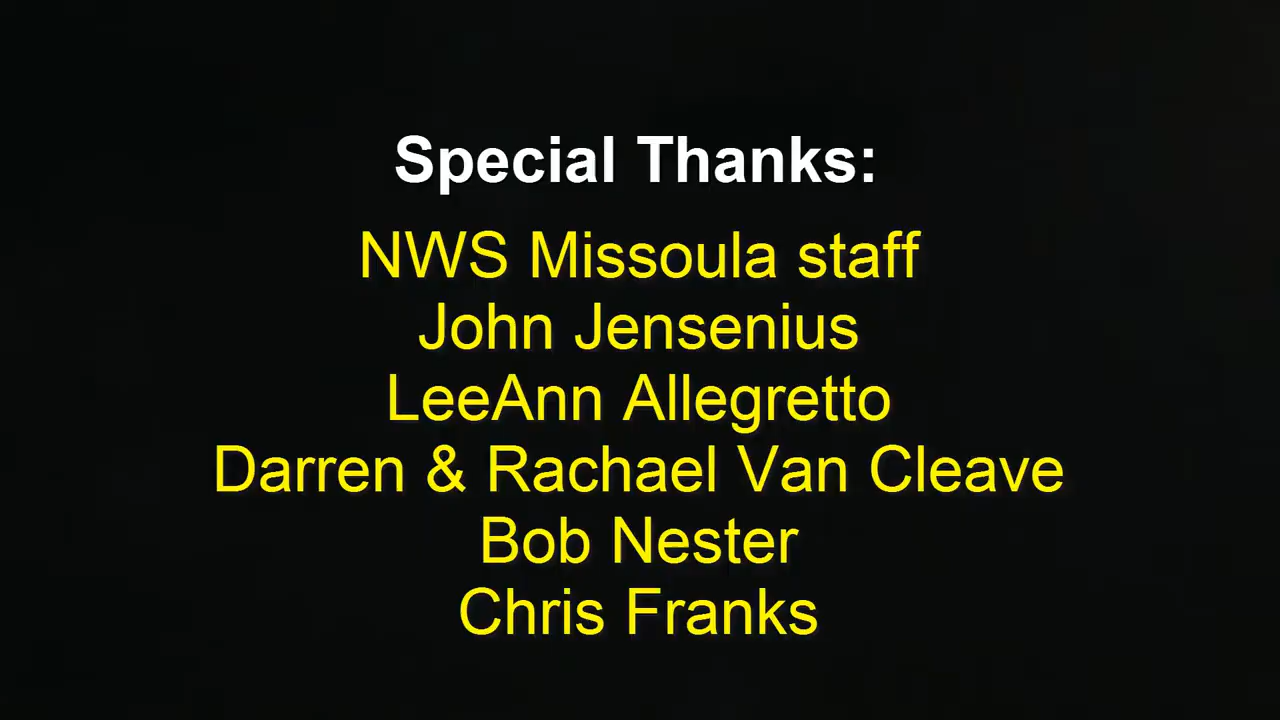 Special Thanks:
NWS Missoula staff
John Jensenius
LeeAnn Allegretto
Darren & Rachael Van Cleave
Bob Nester
Chris Franks